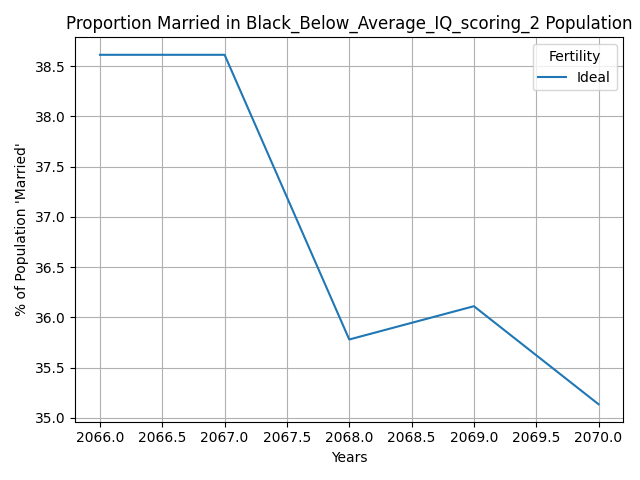 Proportion Married in Black_Below_Average_IQ_scoring_2 Population
Fertility
Ideal
% of Population 'Married'
38.5
38.0
37.5
37.0
36.5
36.0
35.5
35.0
2066.0 2066.5 2067.0 2067.5 2068.0 2068.5 2069.0 2069.5 2070.0
Years